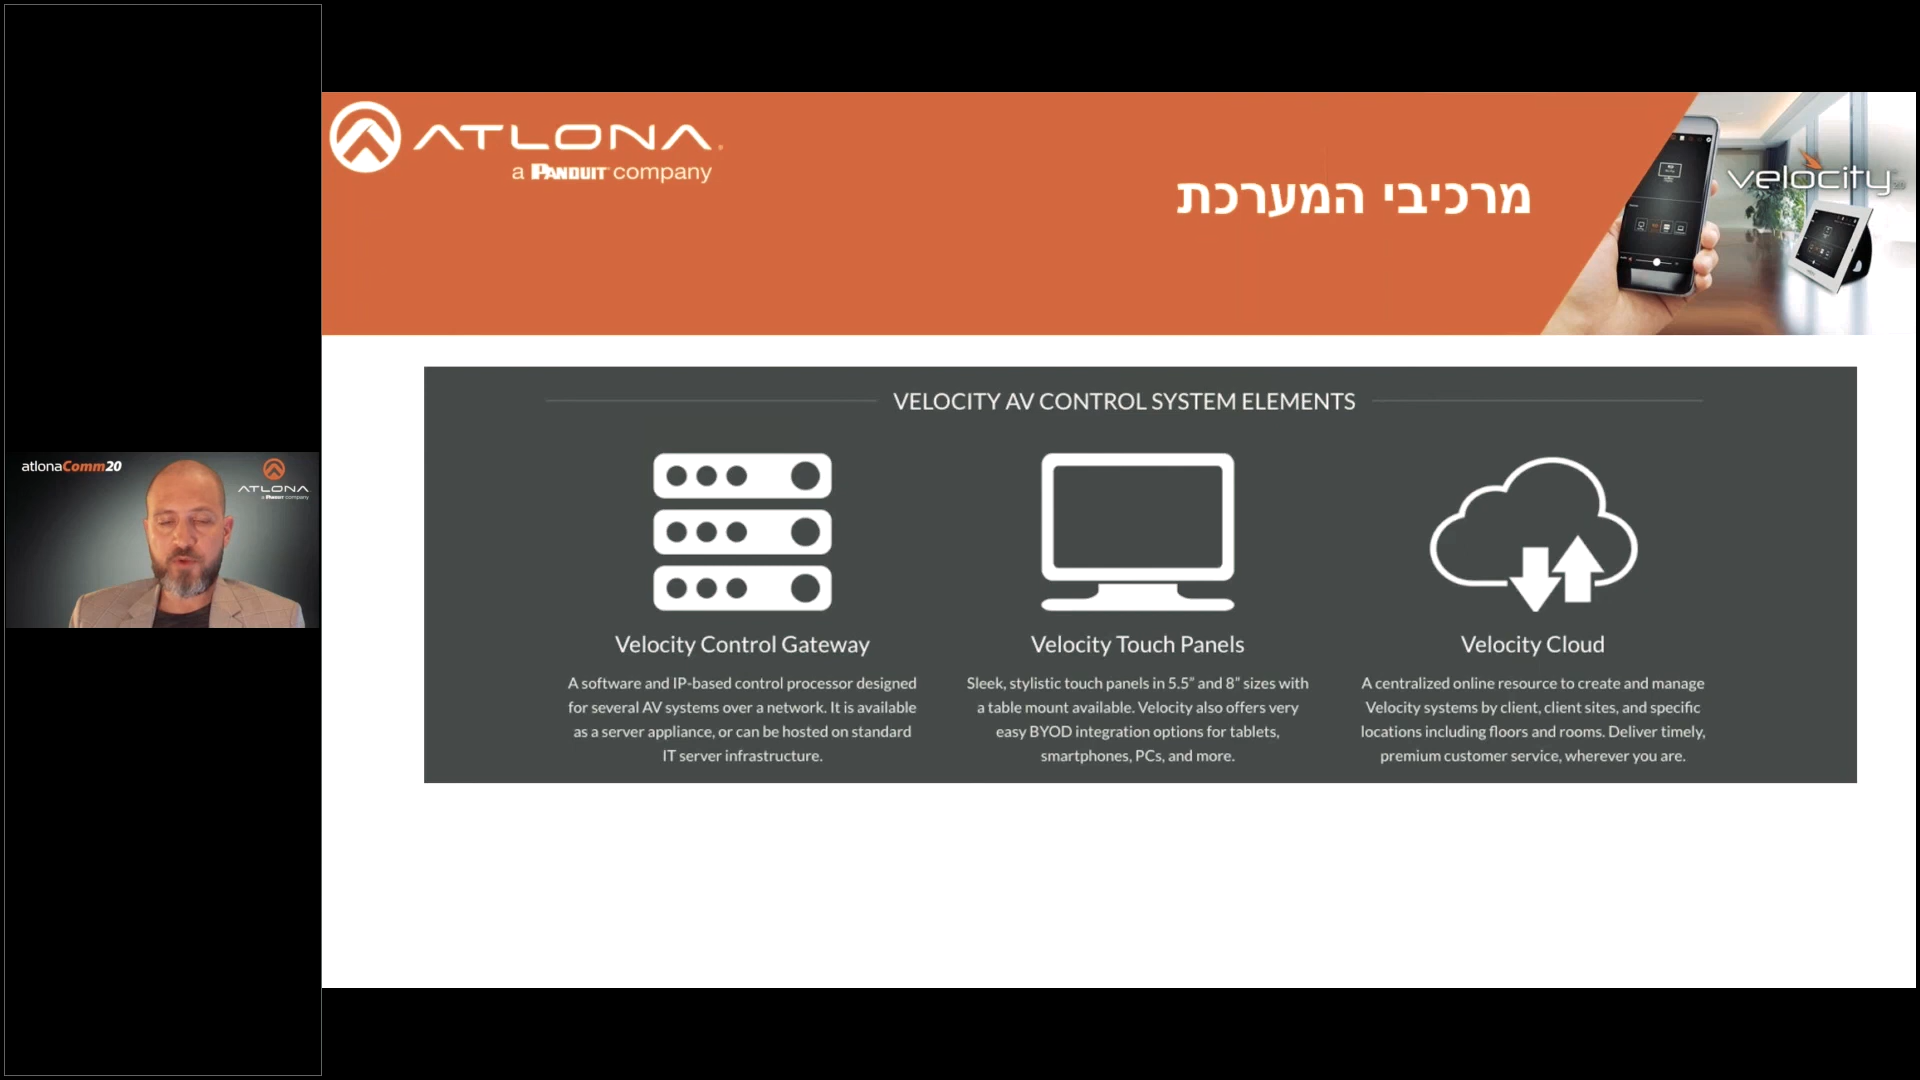 ATLONA.
a PANDUIT company
מרכיבי המערכת
velocity
VELOCITY AV CONTROL SYSTEM ELEMENTS
Velocity Control Gateway
A software and IP-based control processor designed
for several AV systems over a network. It is available
as a server appliance, or can be hosted on standard
IT server infrastructure.
Velocity Touch Panels
Sleek, stylistic touch panels in 5.5” and 8” sizes with
a table mount available. Velocity also offers very
easy BYOD integration options for tablets,
smartphones, PCs, and more.
Velocity Cloud
A centralized online resource to create and manage
Velocity systems by client, client sites, and specific
locations including floors and rooms. Deliver timely,
premium customer service, wherever you are.
atlonaComm20
ATLONA
a PANDUIT company